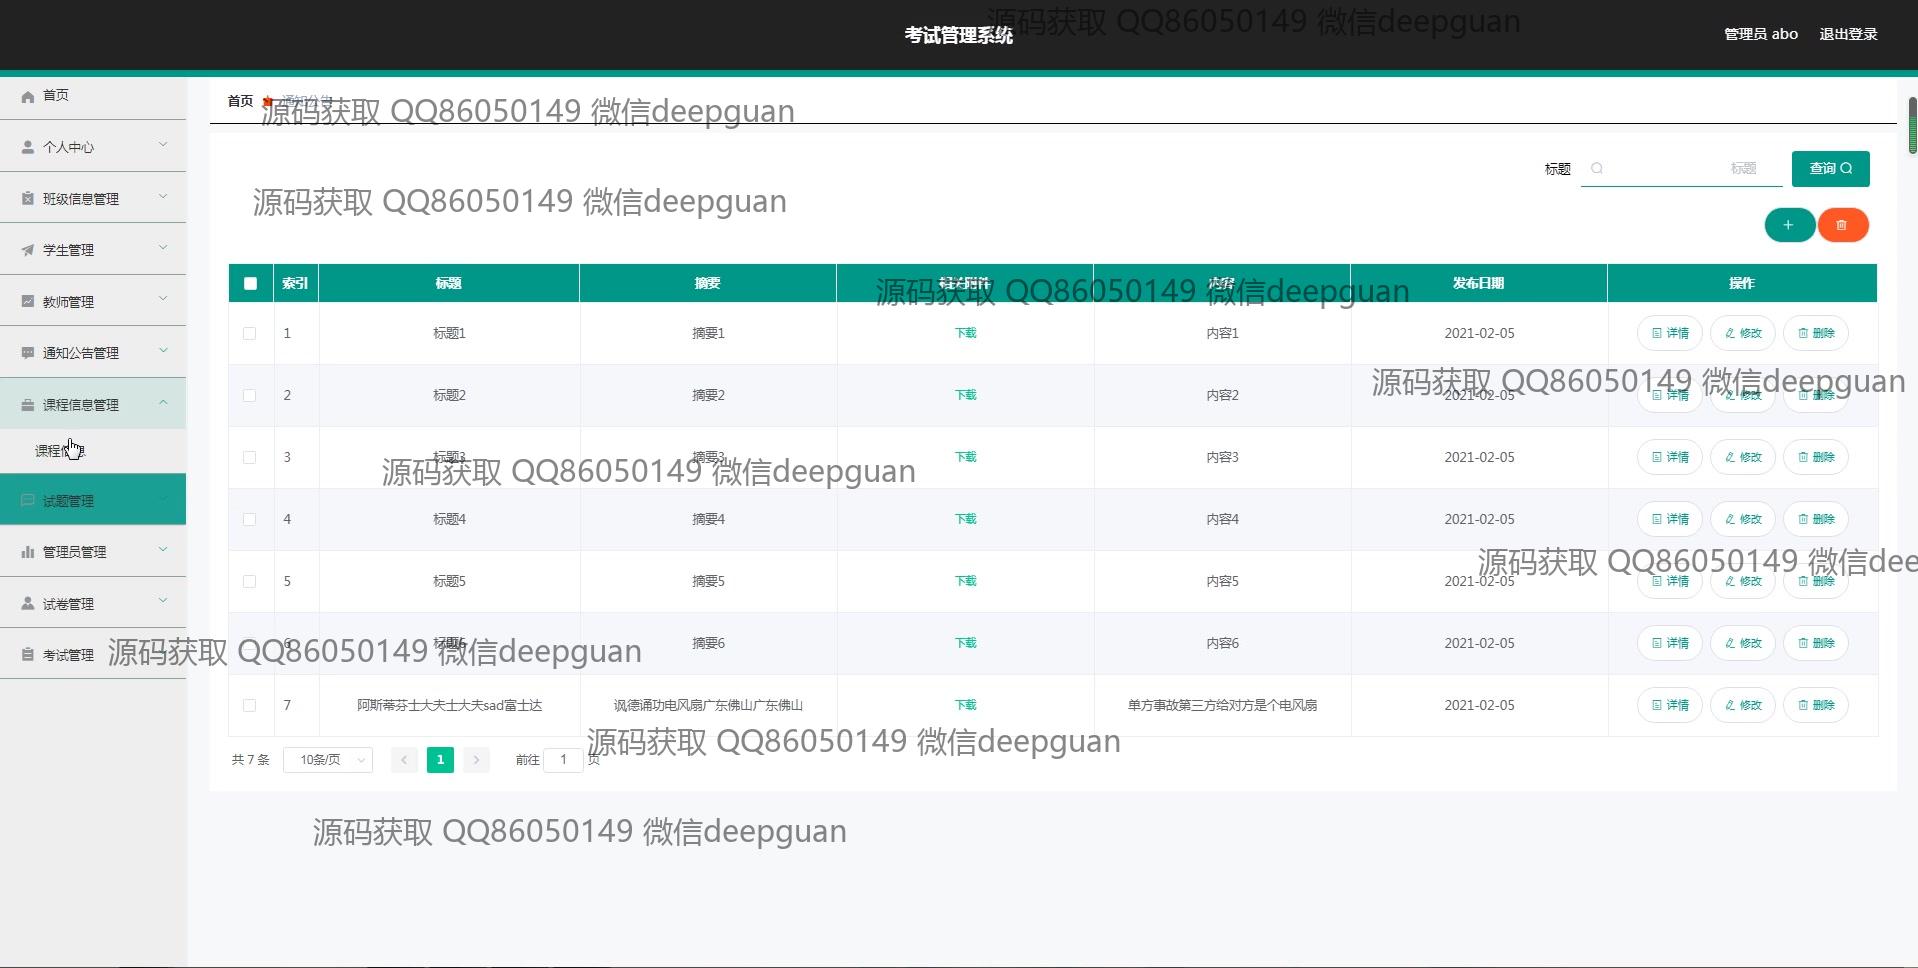 考试管理系统
管理员 abo
退出登录
源码获取 QQ86050149 微信deepguan
首页
通知公告
源码获取 QQ86050149 微信deepguan
首页
个人中心
班级信息管理
学生管理
教师管理
通知公告管理
课程信息管理
课程信息
试题管理
管理员管理
试卷管理
考试管理
标题
标题
查询
源码获取 QQ86050149 微信deepguan
索引 标题 摘要 相关附件 内容 发布日期 操作
源码获取 QQ86050149 微信deepguan
1 标题1 摘要1 下载 内容1 2021-02-05 详情 修改 删除
2 标题2 摘要2 下载 内容2 2021-02-05 详情 修改 删除
源码获取 QQ86050149 微信deepguan
3 标题3 摘要3 下载 内容3 2021-02-05 详情 修改 删除
源码获取 QQ86050149 微信deepguan
4 标题4 摘要4 下载 内容4 2021-02-05 详情 修改 删除
源码获取 QQ86050149 微信dee
5 标题5 摘要5 下载 内容5 2021-02-05 详情 修改 删除
6 标题6 摘要6 下载 内容6 2021-02-05 详情 修改 删除
源码获取 QQ86050149 微信deepguan
7 阿斯蒂芬士大夫士大夫sad富士达 讽德诵功电风扇广东佛山广东佛山 下载 单方事故第三方给对方是个电风扇 2021-02-05 详情 修改 删除
源码获取 QQ86050149 微信deepguan
共 7 条 10条/页 1 前往 1 页
源码获取 QQ86050149 微信deepguan